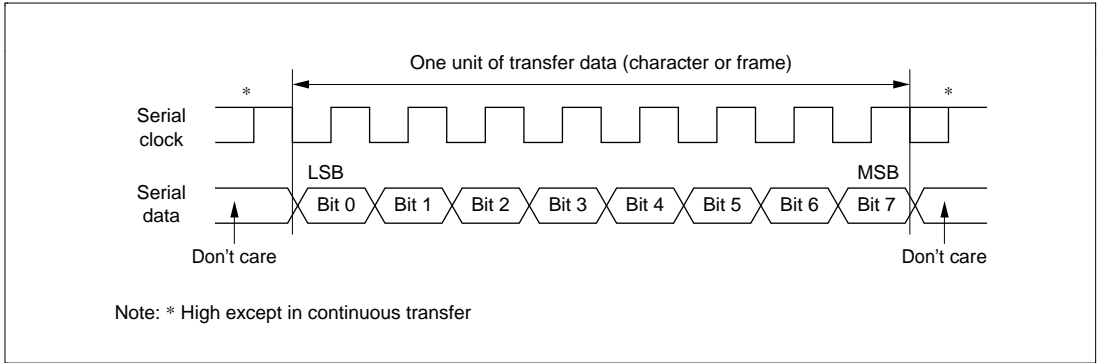 One unit of transfer data (character or frame)
* *
Serial
clock
LSB MSB
Serial
data
Bit 0 Bit 1 Bit 2 Bit 3 Bit 4 Bit 5 Bit 6 Bit 7
Don't care Don't care
Note: * High except in continuous transfer